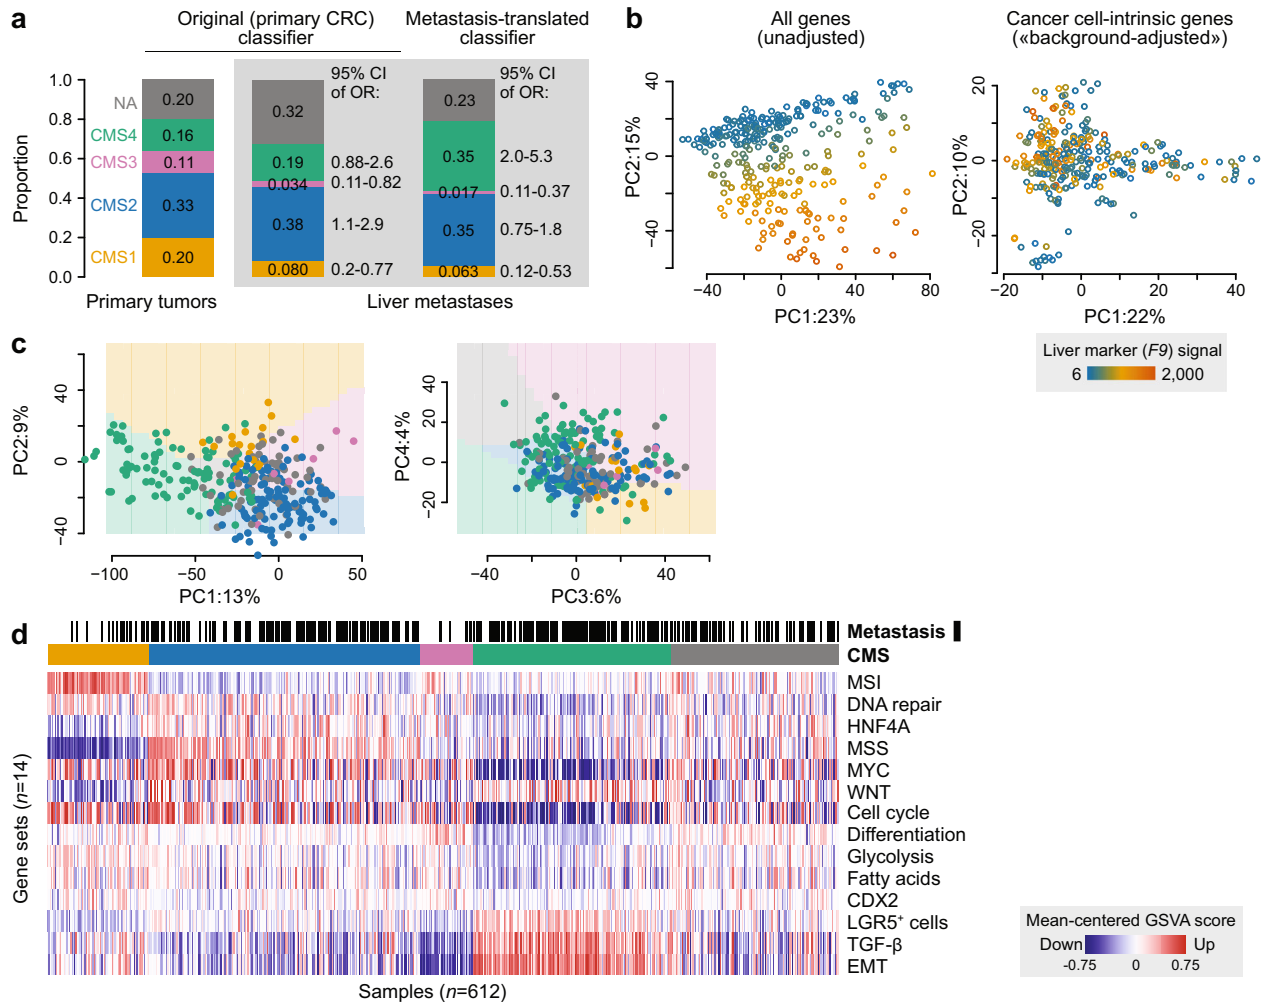 a
Original (primary CRC)
classifier
Metastasis-translated
classifier
95% CI
of OR:
95% CI
of OR:
Proportion
1.0
0.8
0.6
0.4
0.2
0.0
NA
CMS4
CMS3
CMS2
CMS1
0.20
0.16
0.11
0.33
0.20
0.32
0.19
0.034
0.38
0.080
0.88-2.6
0.11-0.82
1.1-2.9
0.2-0.77
0.23
0.35
0.017
0.35
0.063
2.0-5.3
0.11-0.37
0.75-1.8
0.12-0.53
Primary tumors
Liver metastases
b
All genes
(unadjusted)
PC2:15%
40
0
−40
−40
0
40
80
PC1:23%
Cancer cell-intrinsic genes
(«background-adjusted»)
PC2:10%
20
0
−20
−20
0
20
40
PC1:22%
Liver marker (F9) signal
6
2,000
c
PC2:9%
40
0
−40
−100
−50
0
50
PC1:13%
PC4:4%
40
20
0
−20
−40
0
40
PC3:6%
d
Metastasis
CMS
Gene sets (n=14)
MSI
DNA repair
HNF4A
MSS
MYC
WNT
Cell cycle
Differentiation
Glycolysis
Fatty acids
CDX2
LGR5⁺ cells
TGF-β
EMT
Samples (n=612)
Mean-centered GSVA score
Down
Up
-0.75
0
0.75